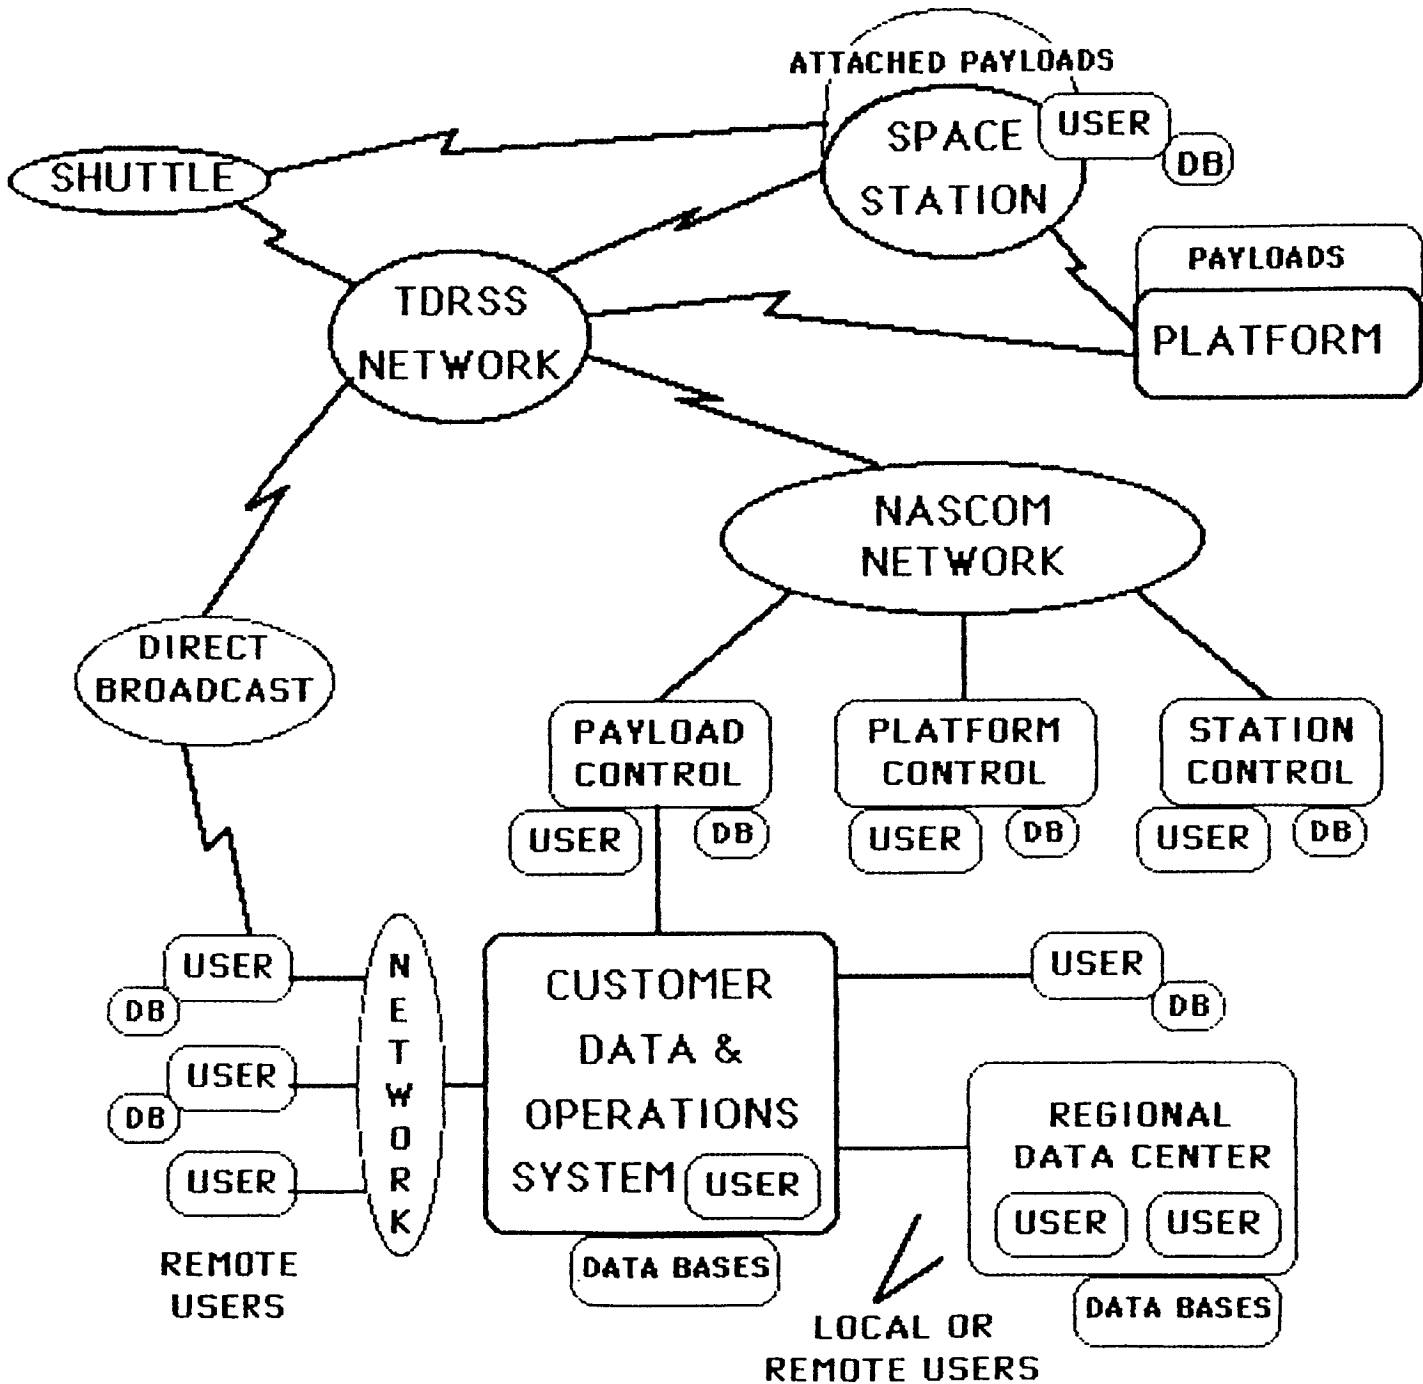 ATTACHED PAYLOADS
SPACE
STATION
USER
DB
SHUTTLE
PAYLOADS
PLATFORM
TDRSS
NETWORK
NASCOM
NETWORK
DIRECT
BROADCAST
PAYLOAD
CONTROL
USER
DB
PLATFORM
CONTROL
USER
DB
STATION
CONTROL
USER
DB
USER
DB
USER
DB
USER
REMOTE
USERS
NETWORK
CUSTOMER
DATA &
OPERATIONS
SYSTEM
USER
DATA BASES
USER
DB
REGIONAL
DATA CENTER
USER
USER
DATA BASES
LOCAL OR
REMOTE USERS